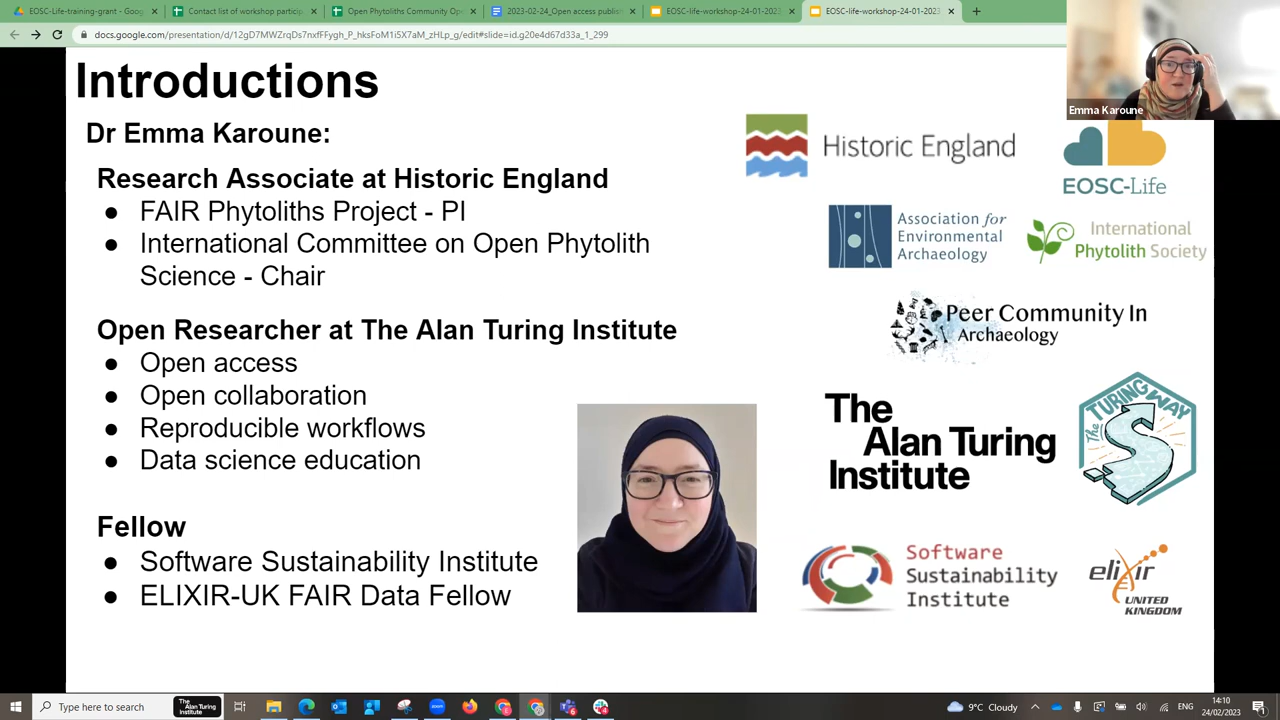 EOSC-Life-training-grant - Goog
Contact list of workshop particip
Open Phytoliths Community Op
2023-02-24_Open access publish
EOSC-life-workshop-24-01-2023
EOSC-life-workshop-24-01-2023
docs.google.com/presentation/d/12gD7MWZrqDs7nxfFFygh_P_hksFoM1i5X7aM_zHLp_g/edit#slide=id.g20e4d67d33a_1_299
Emma Karoune
Introductions
Dr Emma Karoune:
Research Associate at Historic England
● FAIR Phytoliths Project - PI
● International Committee on Open Phytolith
Science - Chair
Open Researcher at The Alan Turing Institute
● Open access
● Open collaboration
● Reproducible workflows
● Data science education
Fellow
● Software Sustainability Institute
● ELIXIR-UK FAIR Data Fellow
Historic England
EOSC-Life
Association for
Environmental
Archaeology
International
Phytolith Society
Peer Community In
Archaeology
The
Alan Turing
Institute
The TURING WAY
Software
Sustainability
Institute
elixir
UNITED
KINGDOM
Type here to search
The
Alan Turing
Institute
9°C Cloudy
ENG
14:10
24/02/2023